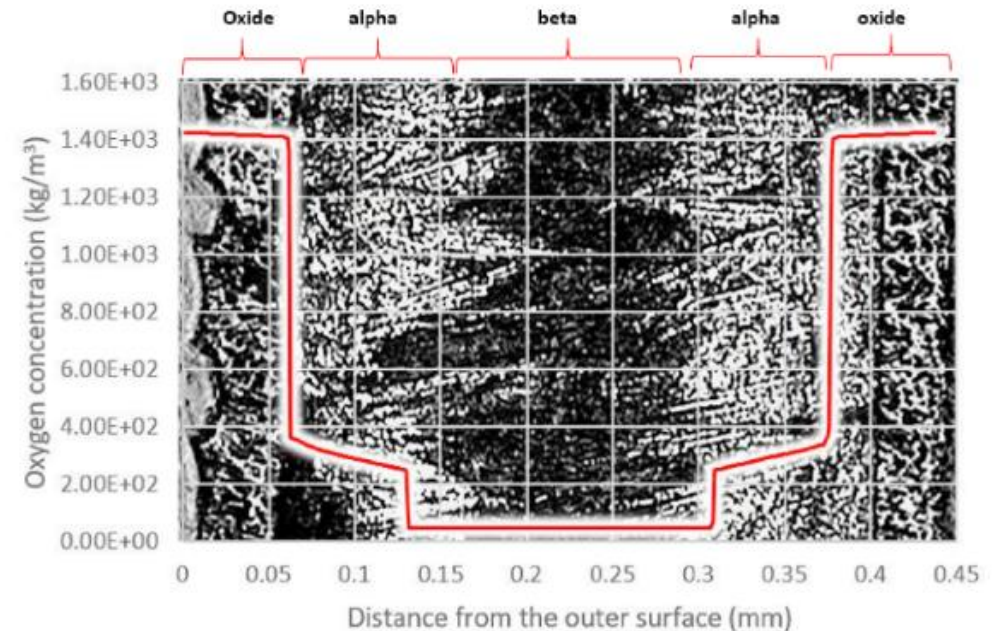 Oxide alpha beta alpha oxide
1.60E+03
1.40E+03
1.20E+03
1.00E+03
8.00E+02
6.00E+02
4.00E+02
2.00E+02
0.00E+00
Oxygen concentration (kg/m³)
0 0.05 0.1 0.15 0.2 0.25 0.3 0.35 0.4 0.45
Distance from the outer surface (mm)